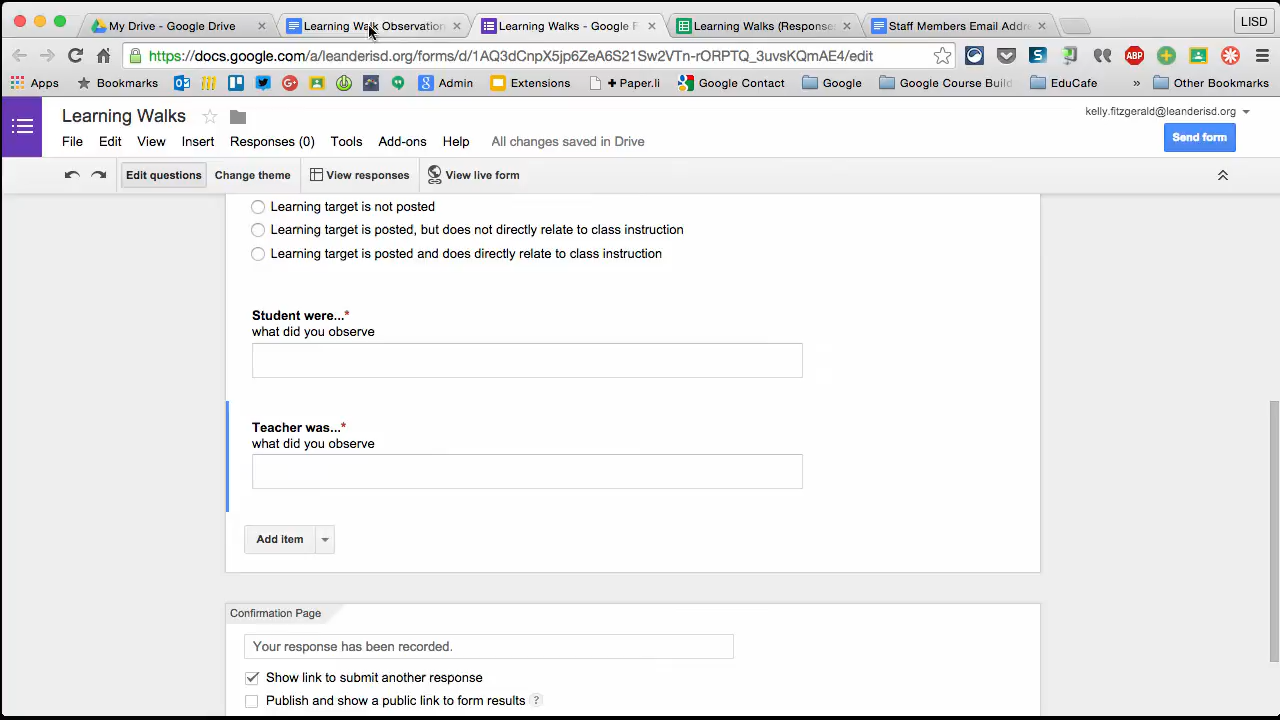 My Drive - Google Drive
Learning Walk Observation
Learning Walks - Google F
Learning Walks (Response
Staff Members Email Addre
LISD
https://docs.google.com/a/leanderisd.org/forms/d/1AQ3dCnpX5jp6ZeA6S21Sw2VTn-rORPTQ_3uvsKQmAE4/edit
Apps
Bookmarks
Admin
Extensions
+ Paper.li
Google Contact
Google
Google Course Build
EduCafe
»
Other Bookmarks
Learning Walks
kelly.fitzgerald@leanderisd.org
File Edit View Insert Responses (0) Tools Add-ons Help All changes saved in Drive
Send form
Edit questions Change theme View responses View live form
Learning target is not posted
Learning target is posted, but does not directly relate to class instruction
Learning target is posted and does directly relate to class instruction
Student were...*
what did you observe
Teacher was...*
what did you observe
Add item
Confirmation Page
Your response has been recorded.
Show link to submit another response
Publish and show a public link to form results ?